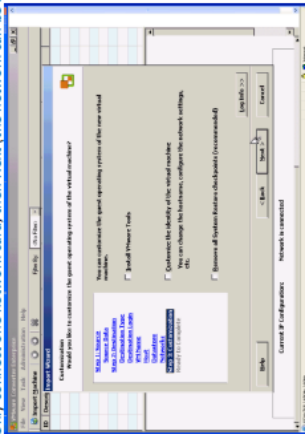 File View Task Administration Help
Import Machine
Filter By:
Import Wizard
Customization
Would you like to customize the guest operating system of the virtual machine?
Step 1: Source
Source Data
Step 2: Destination
Destination Type
Destination Login
Host
Datastore
Networks
Step 3: Customization
Ready to Complete
You can customize the guest operating system of the new virtual
machine.
Install VMware Tools
Customize the identity of the virtual machine
You can change the hostname, configure the network settings,
etc.
Remove all System Restore checkpoints (recommended)
Log Info >>
Help
< Back
Next >
Cancel
Current IP Configuration:
Network is connected